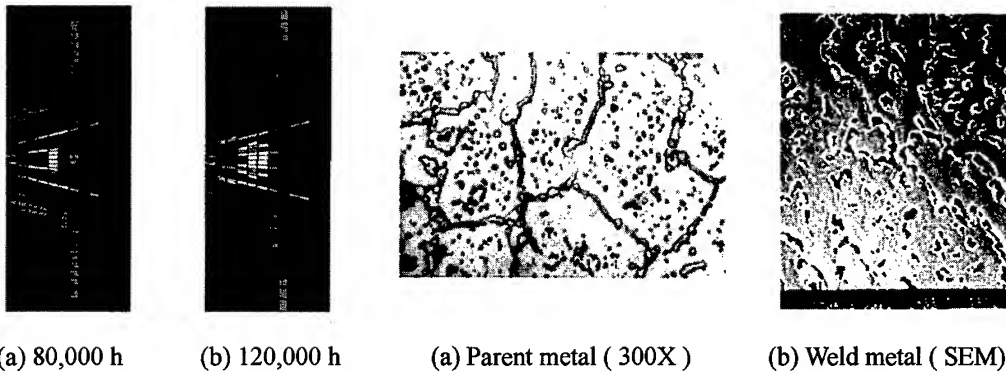 (a) 80,000 h
(b) 120,000 h
(a) Parent metal ( 300X )
(b) Weld metal ( SEM)